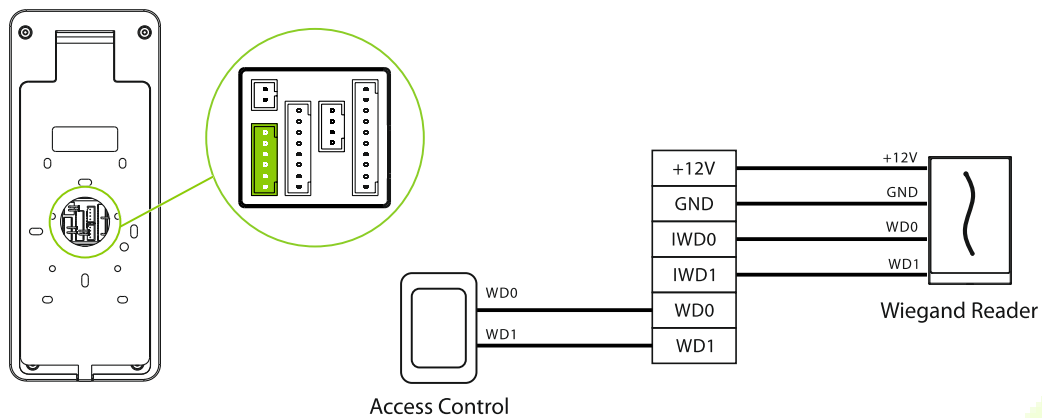 +12V
GND
IWD0
IWD1
WD0
WD1
+12V
GND
WD0
WD1
Wiegand Reader
WD0
WD1
Access Control